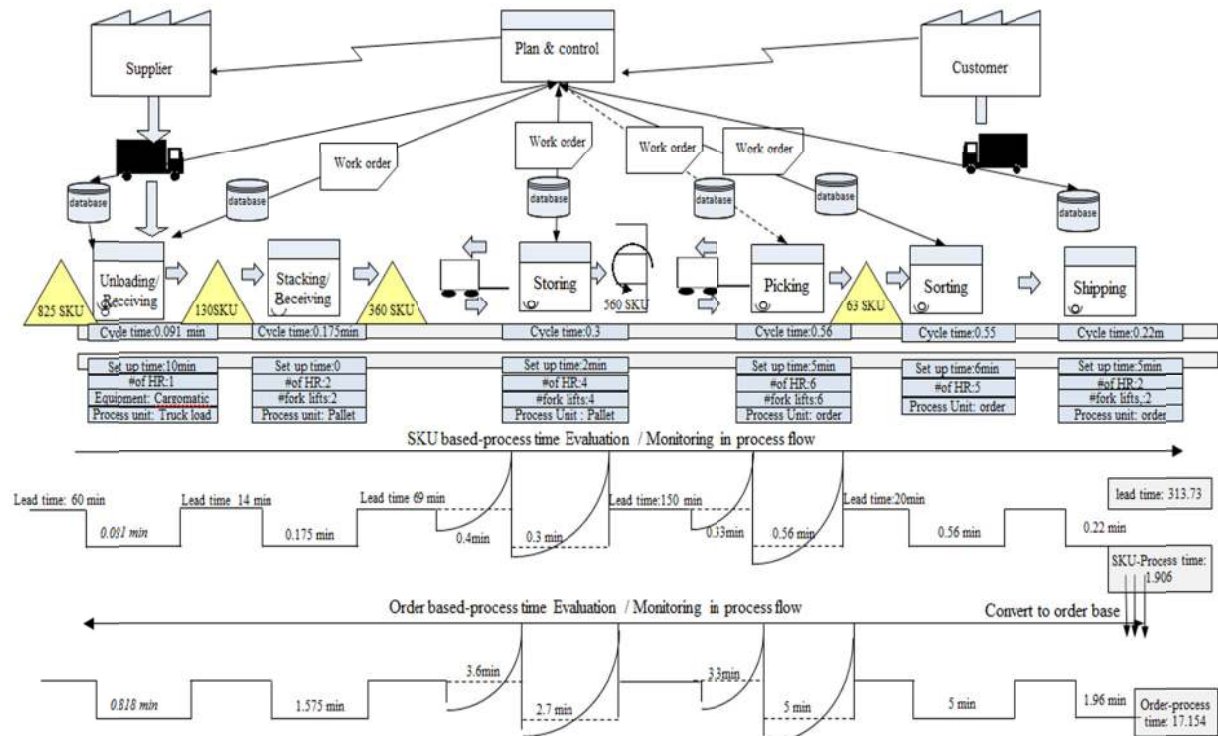 Supplier
Plan & control
Customer
Work order
Work order
Work order
Work order
database
database
database
database
database
database
Unloading/
Receiving
Stacking/
Receiving
Storing
Picking
Sorting
Shipping
825 SKU
130SKU
360 SKU
560 SKU
63 SKU
Cycle time:0.091 min
Cycle time:0.175min
Cycle time:0.3
Cycle time:0.56
Cycle time:0.55
Cycle time:0.22m
Set up time:10min
#of HR:1
Equipment: Cargomatic
Process unit: Truck load
Set up time:0
#of HR:2
#fork lifts:2
Process unit: Pallet
Set up time:2min
#of HR:4
#fork lifts:4
Process Unit : Pallet
Set up time:5min
#of HR:6
#fork lifts:6
Process Unit: order
Set up time:6min
#of HR:5
Process Unit: order
Set up time:5min
#of HR:2
#fork lifts,:2
Process Unit: order
SKU based-process time Evaluation / Monitoring in process flow
Lead time: 60 min
Lead time 14 min
Lead time 69 min
Lead time:150 min
Lead time:20min
lead time: 313.73
0.081 min
0.175 min
0.4min
0.3 min
0.33min
0.56 min
0.56 min
0.22 min
SKU-Process time:
1.906
Order based-process time Evaluation / Monitoring in process flow
Convert to order base
3.6min
33min
0.818 min
1.575 min
2.7 min
5 min
5 min
1.96 min
Order-process
time: 17.154